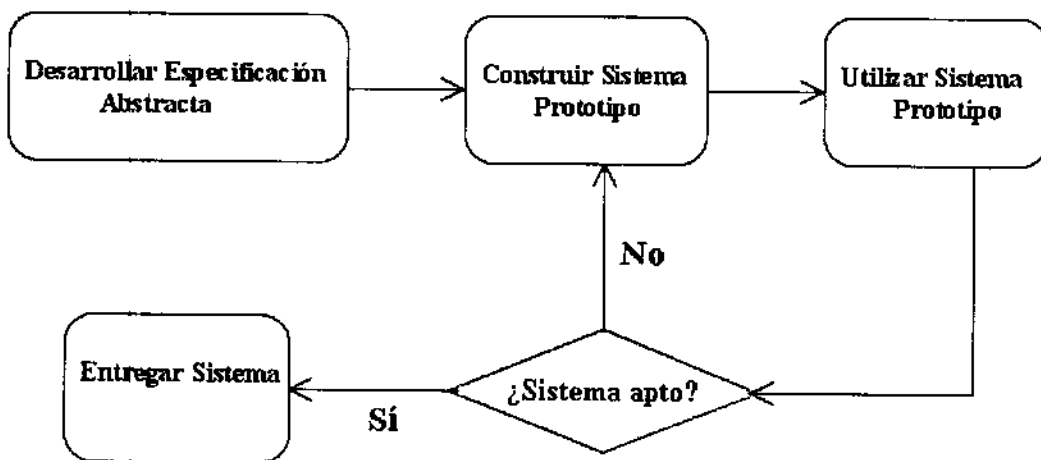 Desarrollar Especificación
Abstracta
Construir Sistema
Prototipo
Utilizar Sistema
Prototipo
No
¿Sistema apto?
Sí
Entregar Sistema